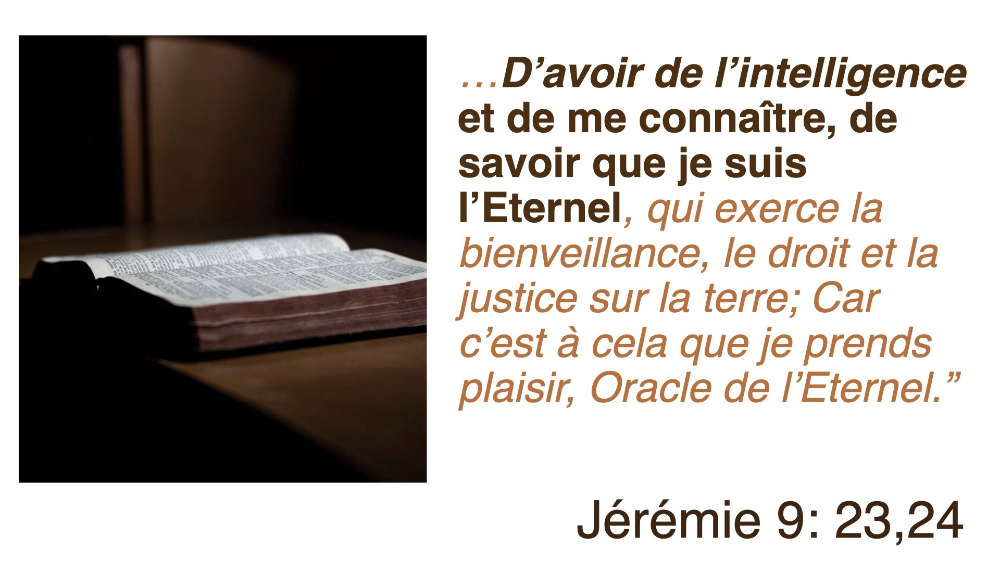 …D’avoir de l’intelligence
et de me connaître, de
savoir que je suis
l’Eternel, qui exerce la
bienveillance, le droit et la
justice sur la terre; Car
c’est à cela que je prends
plaisir, Oracle de l’Eternel.”
Jérémie 9: 23,24